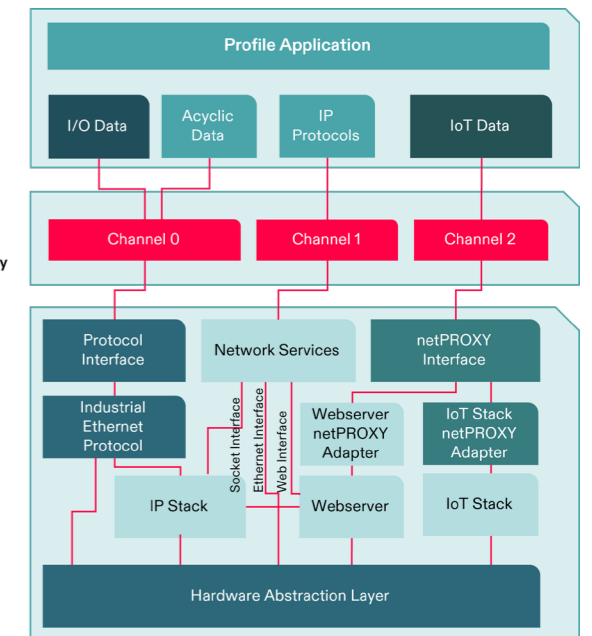 Profile Application
I/O Data
Acyclic
Data
IP
Protocols
IoT Data
Channel 0
Channel 1
Channel 2
y
Protocol
Interface
Network Services
netPROXY
Interface
Industrial
Ethernet
Protocol
Socket Interface
Ethernet Interface
Web Interface
Webserver
netPROXY
Adapter
IoT Stack
netPROXY
Adapter
IP Stack
Webserver
IoT Stack
Hardware Abstraction Layer